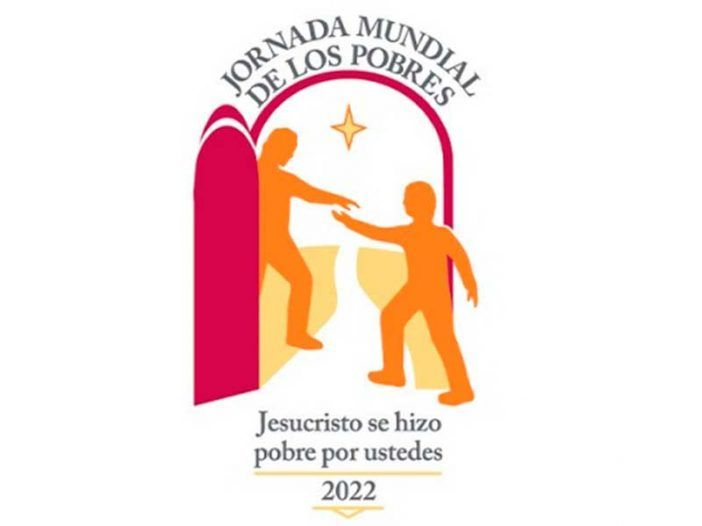 JORNADA MUNDIAL
DE LOS POBRES
Jesucristo se hizo
pobre por ustedes
2022